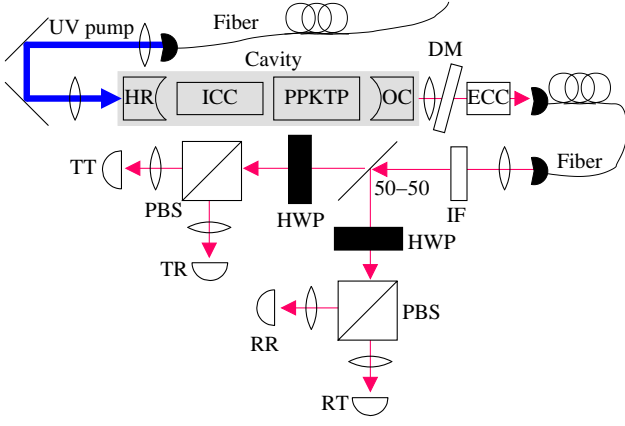 UV pump
Fiber
Cavity
DM
HR
ICC
PPKTP
OC
ECC
TT
PBS
HWP
50−50
IF
Fiber
TR
HWP
PBS
RR
RT